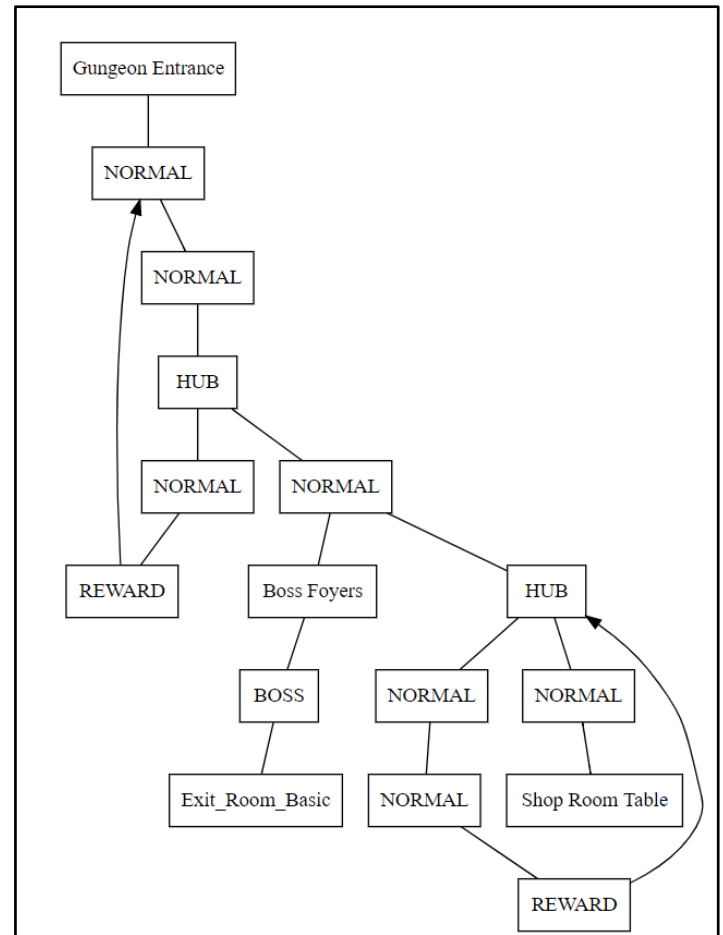 Gungeon Entrance
NORMAL
NORMAL
HUB
NORMAL
NORMAL
REWARD
Boss Foyers
HUB
BOSS
NORMAL
NORMAL
Exit_Room_Basic
NORMAL
Shop Room Table
REWARD